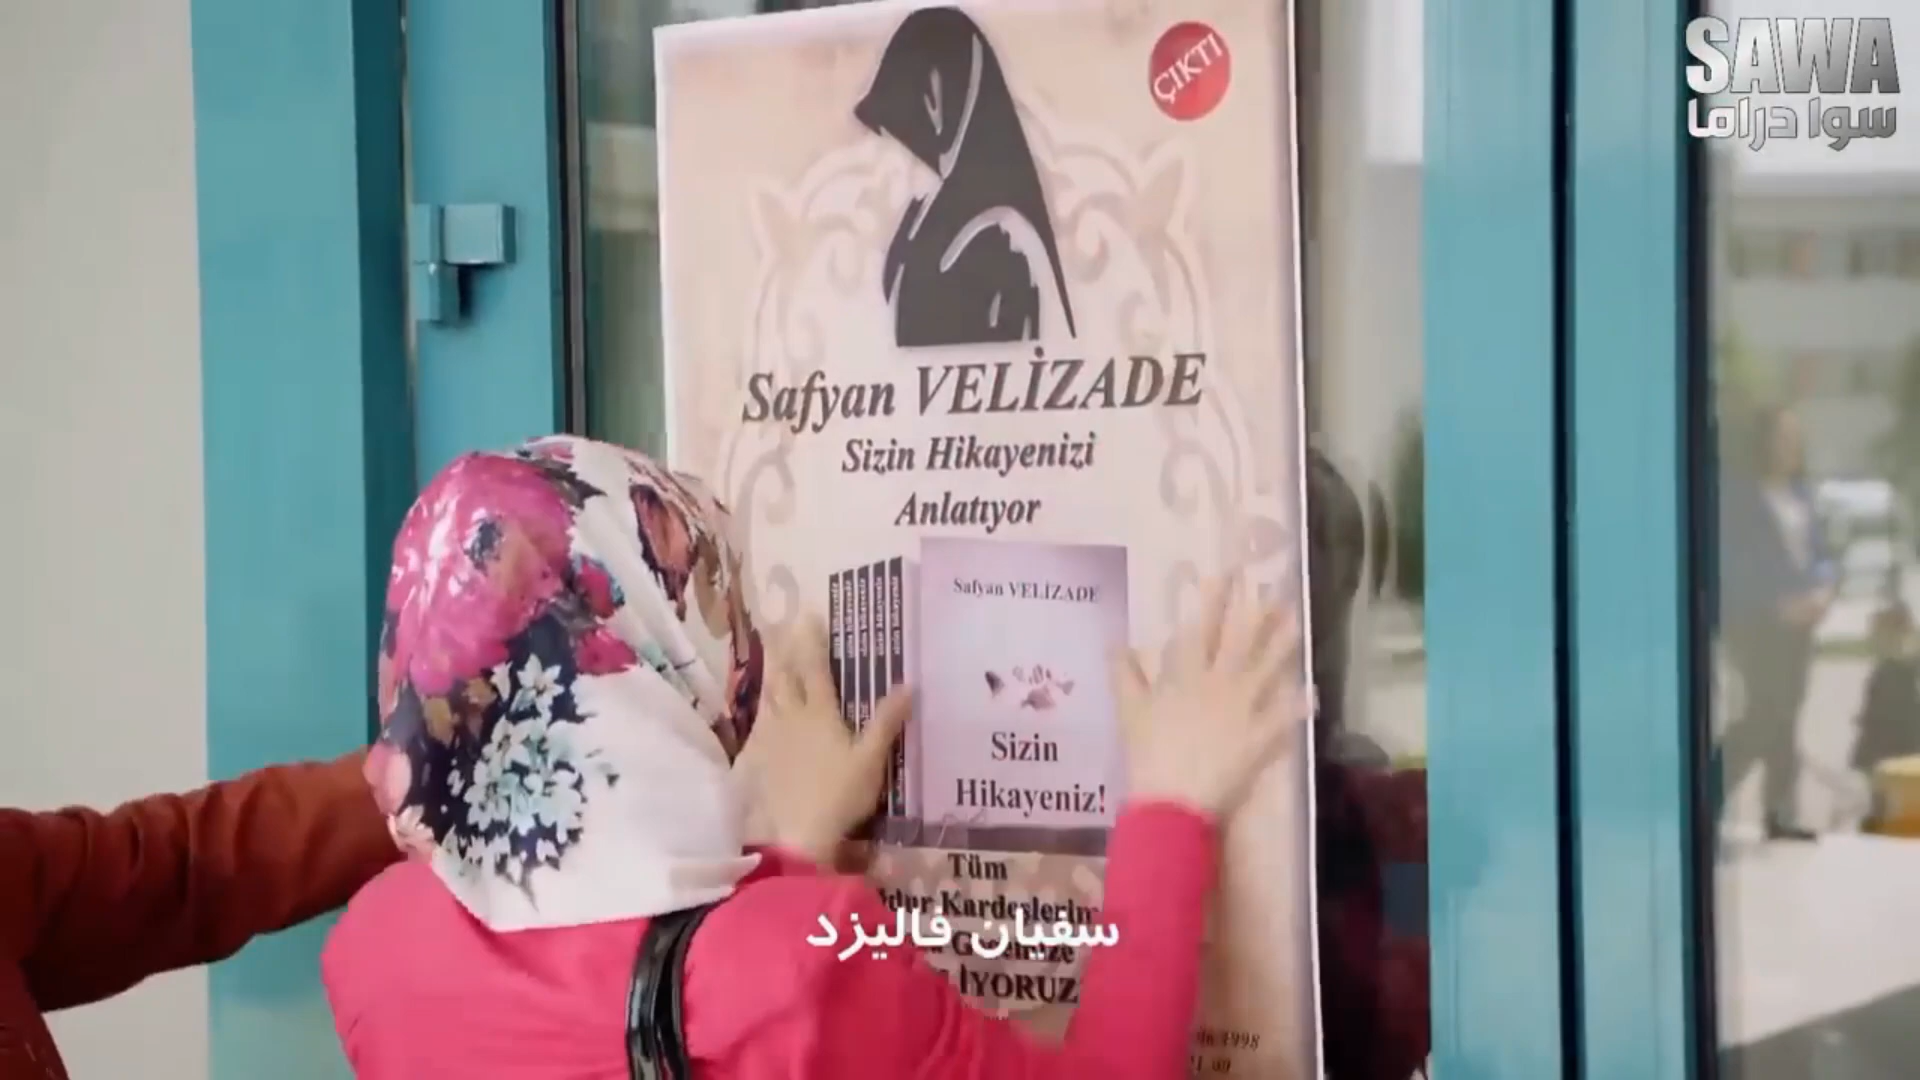 SAWA
سوا دراما
ÇIKTI
Safyan VELİZADE
Sizin Hikayenizi
Anlatıyor
Safyan VELİZADE
Sizin
Hikayeniz!
Tüm
Kardeşlerim
سفيان فاليزد
İYORUZ
1998